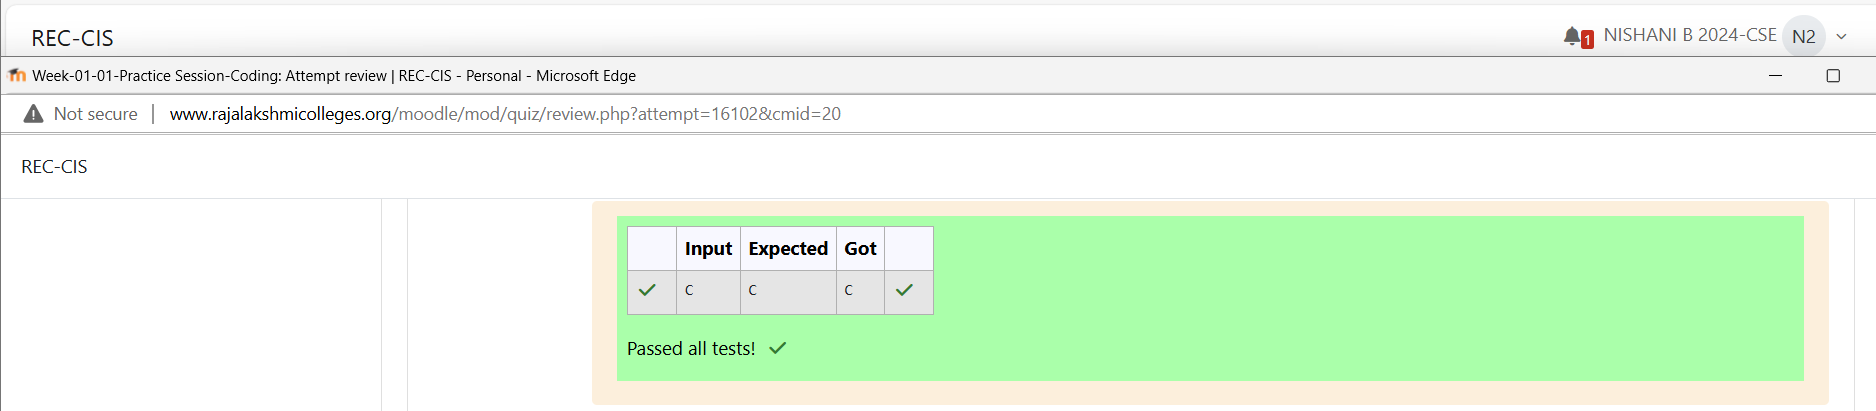 REC-CIS
1 NISHANI B 2024-CSE N2
Week-01-01-Practice Session-Coding: Attempt review | REC-CIS - Personal - Microsoft Edge
Not secure | www.rajalakshmicolleges.org/moodle/mod/quiz/review.php?attempt=16102&cmid=20
REC-CIS
Input Expected Got
C C C
Passed all tests!